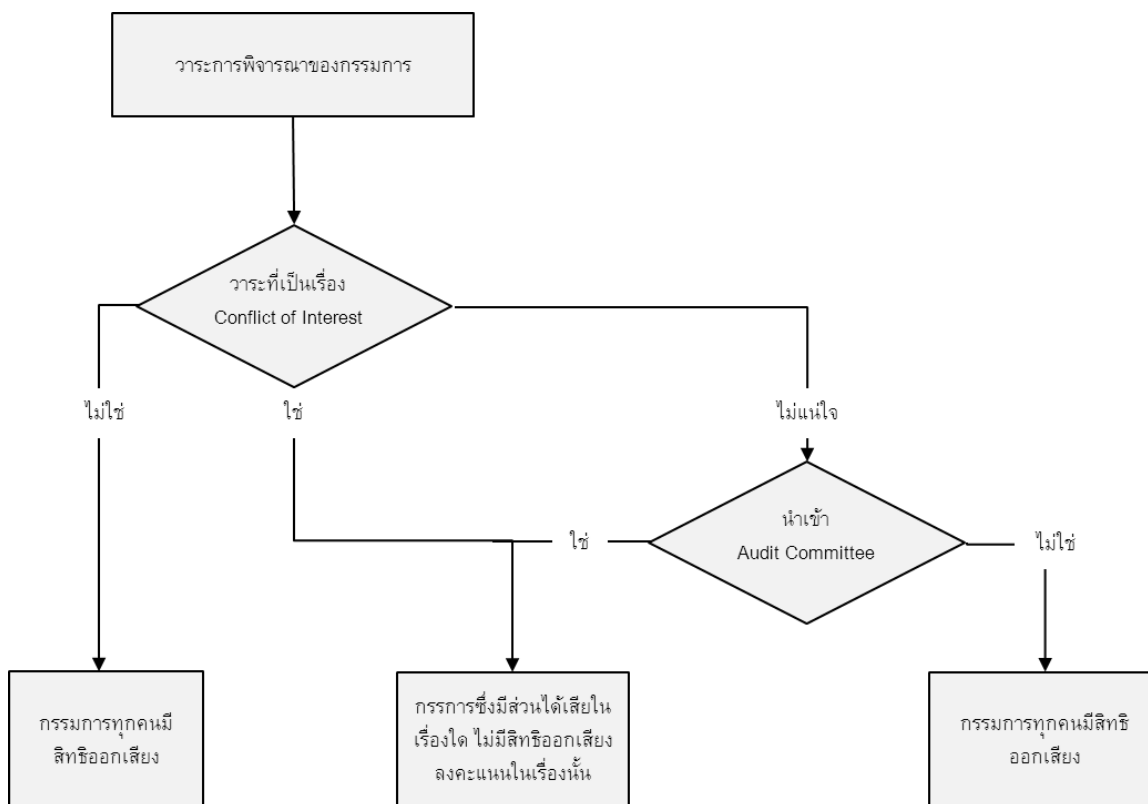 วาระการพิจารณาของกรรมการ
วาระที่เป็นเรื่อง
Conflict of Interest
ไม่ใช่
ใช่
ไม่แน่ใจ
นำเข้า
Audit Committee
ใช่
ไม่ใช่
กรรมการทุกคนมี
สิทธิออกเสียง
กรรการซึ่งมีส่วนได้เสียใน
เรื่องใด ไม่มีสิทธิออกเสียง
ลงคะแนนในเรื่องนั้น
กรรมการทุกคนมีสิทธิ
ออกเสียง